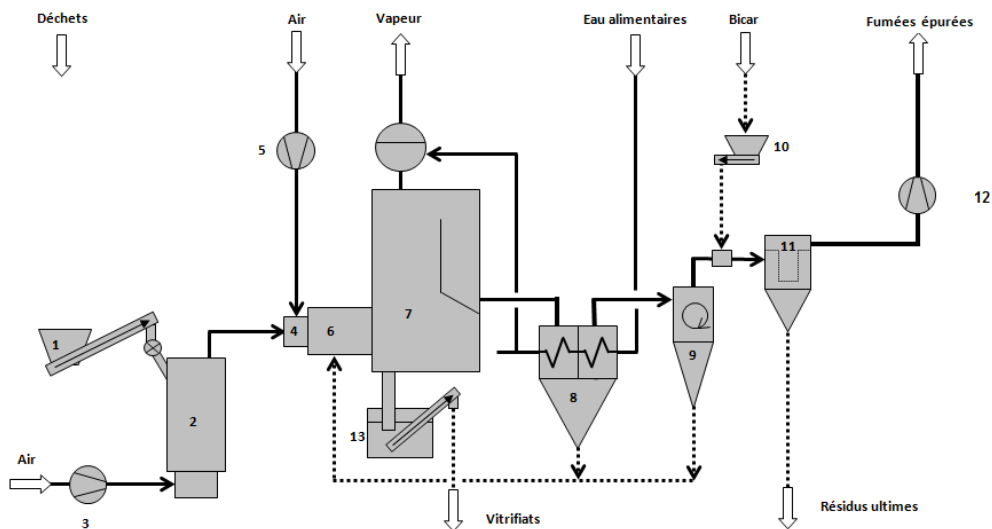 Déchets
Air
Vapeur
Eau alimentaires
Bicar
Fumées épurées
5
10
12
11
7
4
6
1
9
8
2
13
Air
3
Vitrifiats
Résidus ultimes